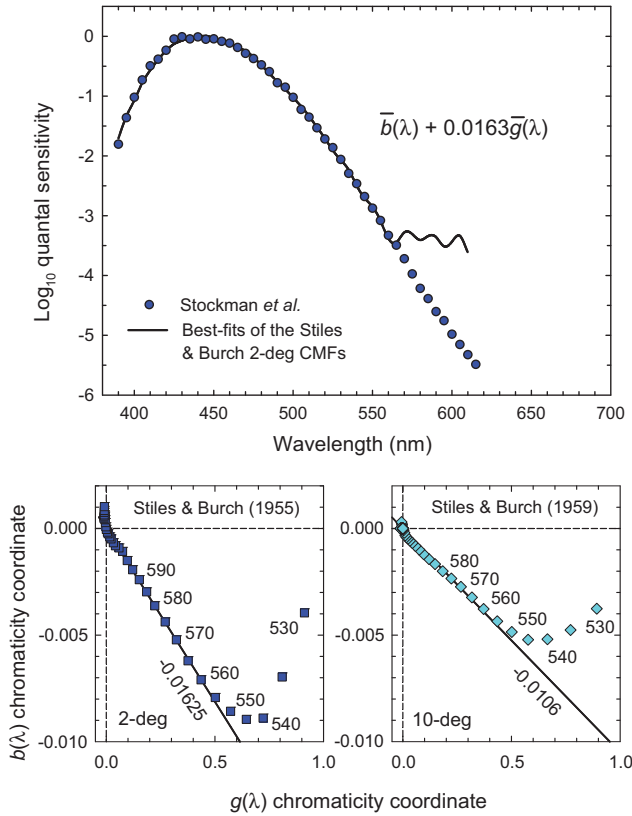 0
-1
-2
-3
-4
-5
-6
Log10 quantal sensitivity
b̅(λ) + 0.0163g̅(λ)
Stockman et al.
Best-fits of the Stiles
& Burch 2-deg CMFs
400 450 500 550 600 650 700
Wavelength (nm)
Stiles & Burch (1955)
0.000
-0.005
-0.010
b(λ) chromaticity coordinate
590
580
570
560
550
540
530
-0.01625
2-deg
0.0 0.5 1.0
Stiles & Burch (1959)
0.000
-0.005
-0.010
580
570
560
550
540
530
-0.0106
10-deg
0.0 0.5 1.0
g(λ) chromaticity coordinate